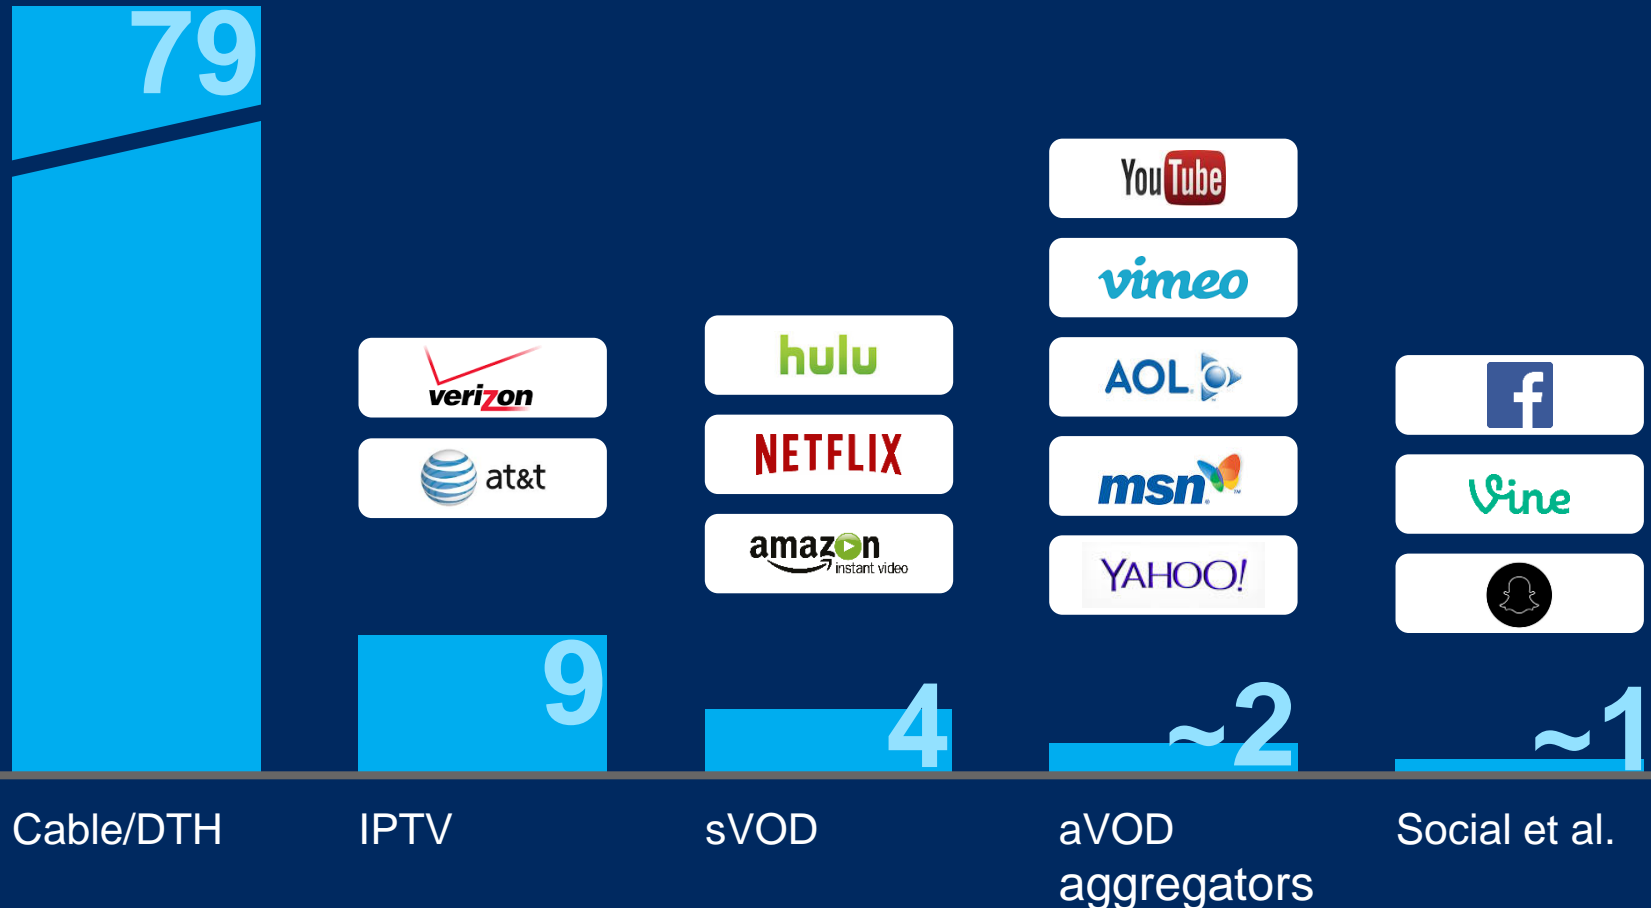 79
YouTube
vimeo
AOL
hulu
verizon
msn
NETFLIX
at&t
Vine
amazon
instant video
YAHOO!
9
4
~2
~1
Cable/DTH
IPTV
sVOD
aVOD
aggregators
Social et al.